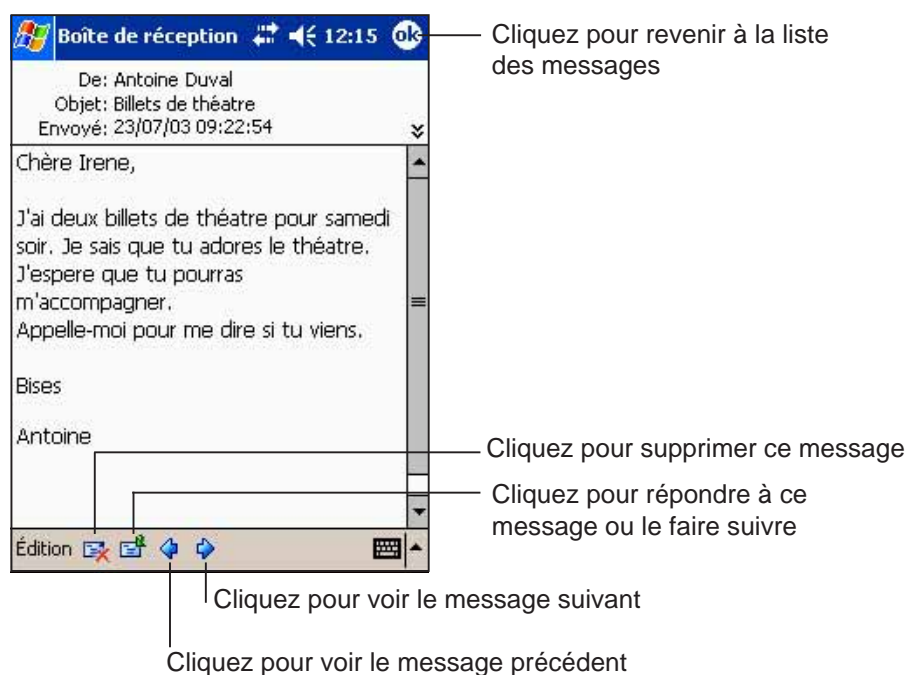 Boîte de réception 12:15 ok
Cliquez pour revenir à la liste
des messages
De: Antoine Duval
Objet: Billets de théatre
Envoyé: 23/07/03 09:22:54
Chère Irene,
J'ai deux billets de théatre pour samedi
soir. Je sais que tu adores le théatre.
J'espere que tu pourras
m'accompagner.
Appelle-moi pour me dire si tu viens.
Bises
Antoine
Cliquez pour supprimer ce message
Cliquez pour répondre à ce
message ou le faire suivre
Édition
Cliquez pour voir le message suivant
Cliquez pour voir le message précédent